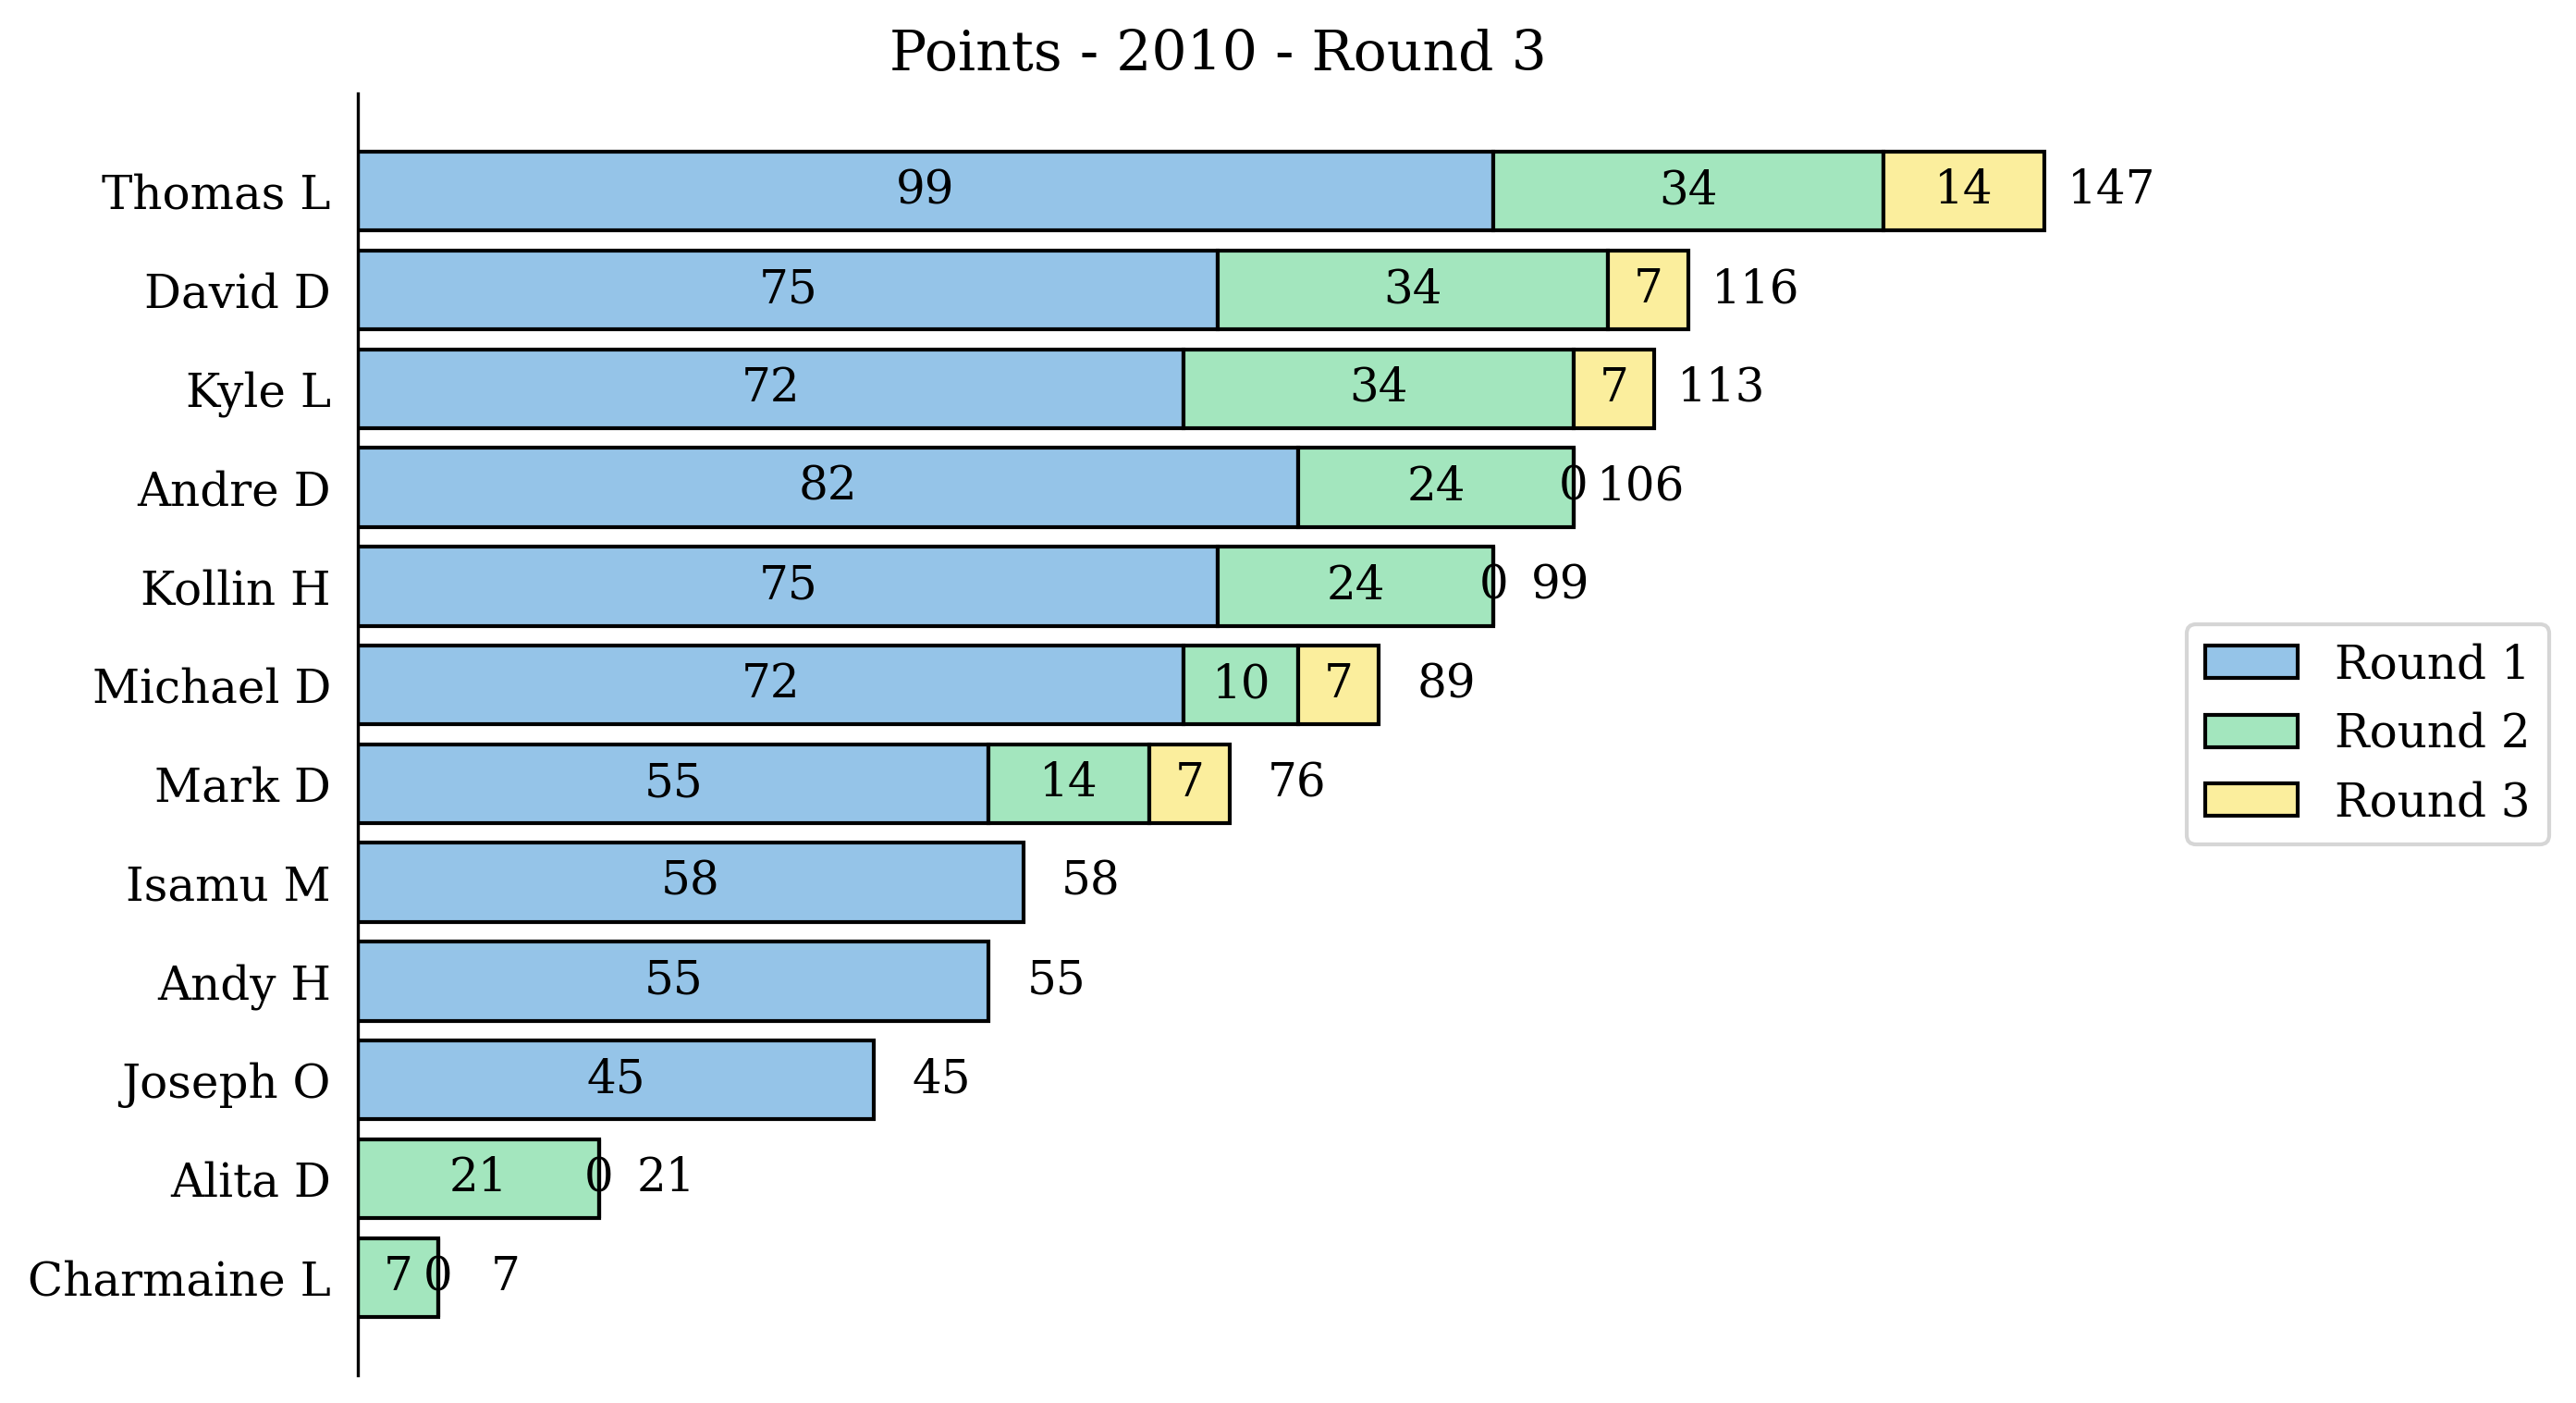 Points - 2010 - Round 3
Thomas L 99 34 14 147
David D 75 34 7 116
Kyle L 72 34 7 113
Andre D 82 24 0 106
Kollin H 75 24 0 99
Michael D 72 10 7 89
Mark D 55 14 7 76
Isamu M 58 58
Andy H 55 55
Joseph O 45 45
Alita D 21 0 21
Charmaine L 7 0 7
Round 1
Round 2
Round 3